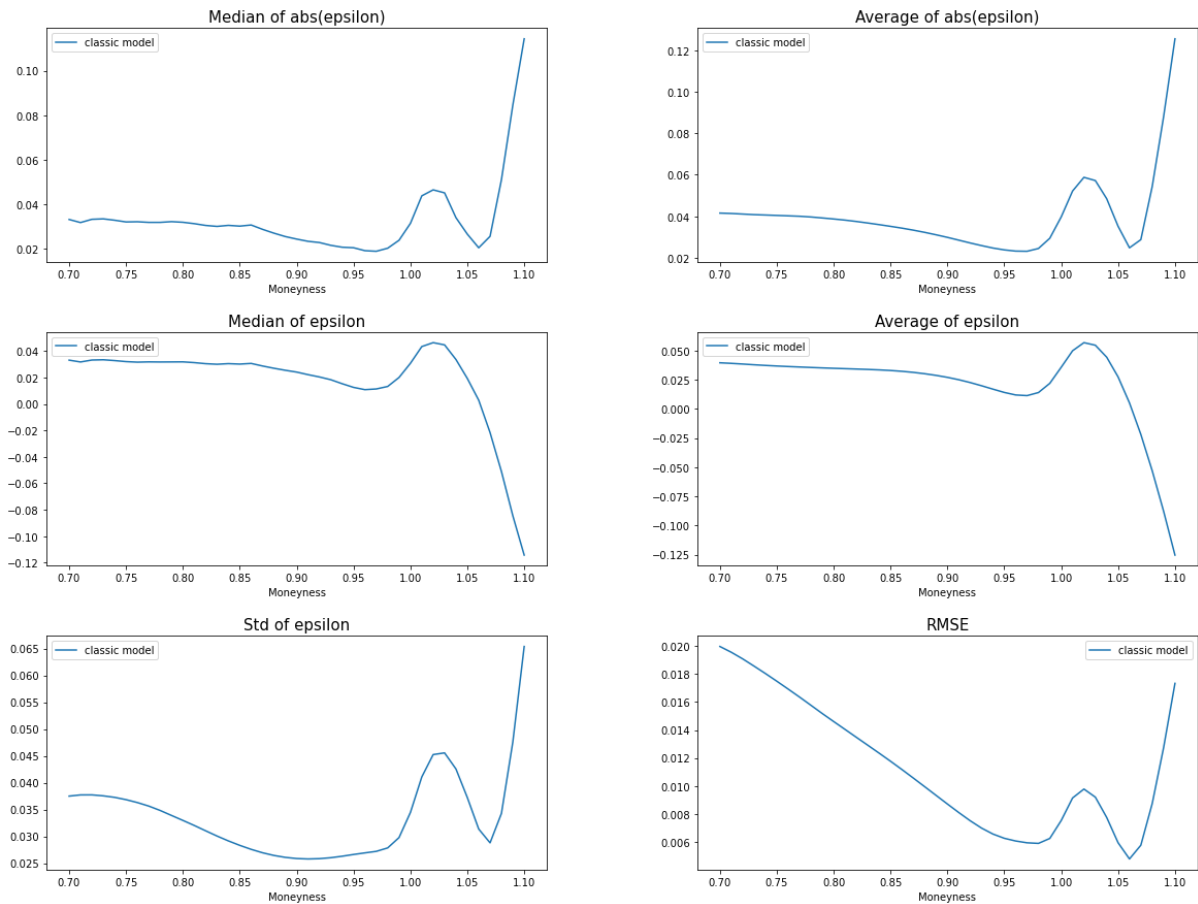 Median of abs(epsilon)
classic model
0.10
0.08
0.06
0.04
0.02
0.70 0.75 0.80 0.85 0.90 0.95 1.00 1.05 1.10
Moneyness
Average of abs(epsilon)
classic model
0.12
0.10
0.08
0.06
0.04
0.02
0.70 0.75 0.80 0.85 0.90 0.95 1.00 1.05 1.10
Moneyness
Median of epsilon
classic model
0.04
0.02
0.00
−0.02
−0.04
−0.06
−0.08
−0.10
−0.12
0.70 0.75 0.80 0.85 0.90 0.95 1.00 1.05 1.10
Moneyness
Average of epsilon
classic model
0.050
0.025
0.000
−0.025
−0.050
−0.075
−0.100
−0.125
0.70 0.75 0.80 0.85 0.90 0.95 1.00 1.05 1.10
Moneyness
Std of epsilon
classic model
0.065
0.060
0.055
0.050
0.045
0.040
0.035
0.030
0.025
0.70 0.75 0.80 0.85 0.90 0.95 1.00 1.05 1.10
Moneyness
RMSE
classic model
0.020
0.018
0.016
0.014
0.012
0.010
0.008
0.006
0.70 0.75 0.80 0.85 0.90 0.95 1.00 1.05 1.10
Moneyness